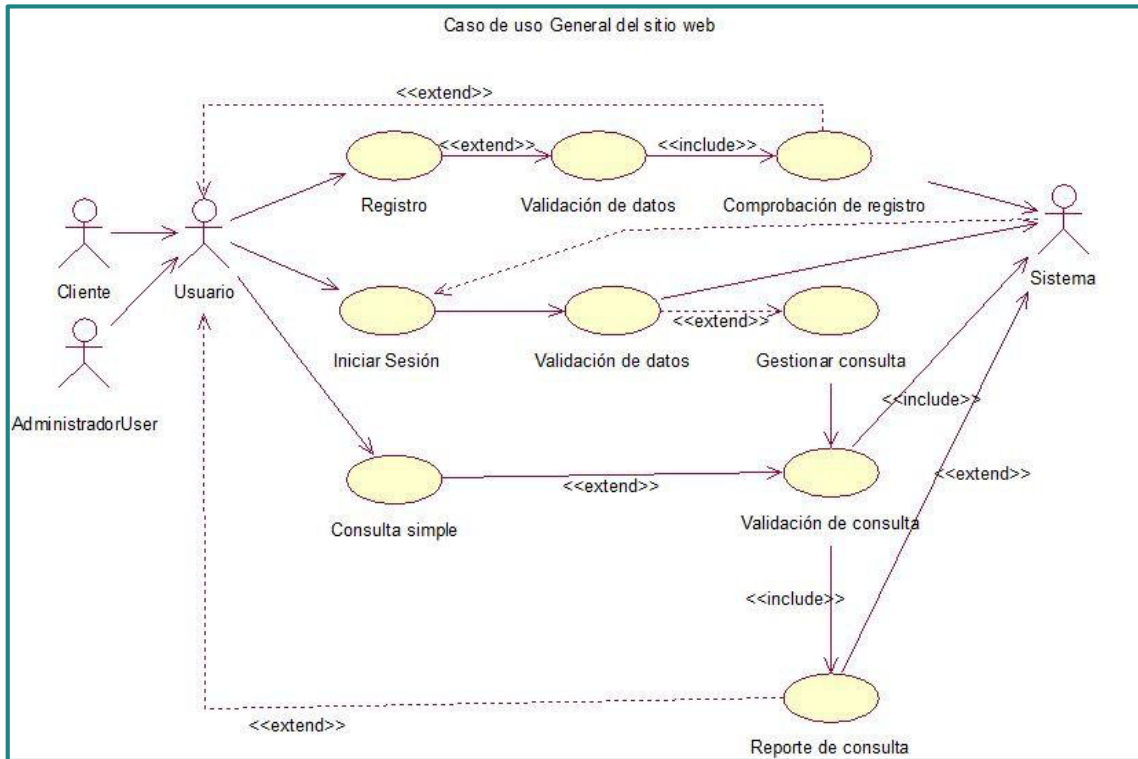 Caso de uso General del sitio web
<<extend>>
<<extend>>
<<include>>
Registro
Validación de datos
Comprobación de registro
Cliente
Usuario
Sistema
<<extend>>
Iniciar Sesión
Validación de datos
Gestionar consulta
AdministradorUser
<<include>>
<<extend>>
<<extend>>
Consulta simple
Validación de consulta
<<include>>
<<extend>>
Reporte de consulta